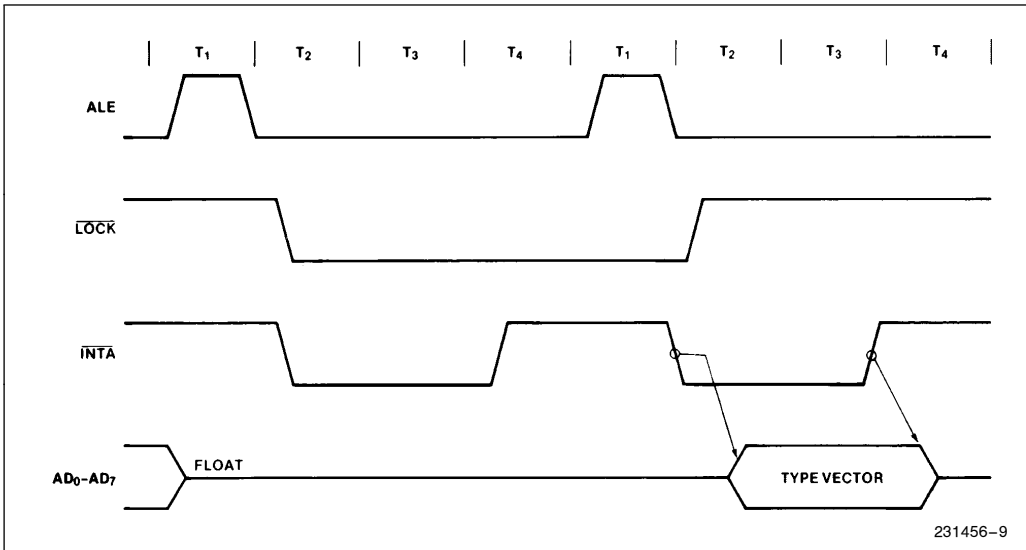 T1 T2 T3 T4 T1 T2 T3 T4
ALE
LOCK
INTA
FLOAT
AD0–AD7
TYPE VECTOR
231456–9